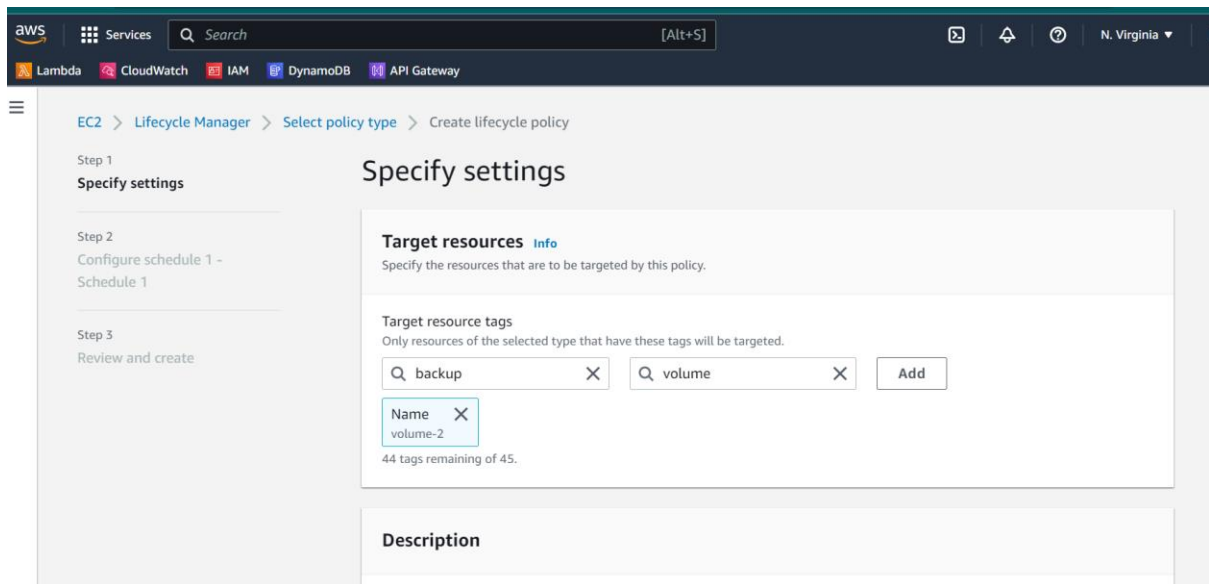 aws Services Search [Alt+S] N. Virginia
Lambda CloudWatch IAM DynamoDB API Gateway
EC2 > Lifecycle Manager > Select policy type > Create lifecycle policy
Step 1
Specify settings
Step 2
Configure schedule 1 -
Schedule 1
Step 3
Review and create
Specify settings
Target resources Info
Specify the resources that are to be targeted by this policy.
Target resource tags
Only resources of the selected type that have these tags will be targeted.
backup volume Add
Name
volume-2
44 tags remaining of 45.
Description